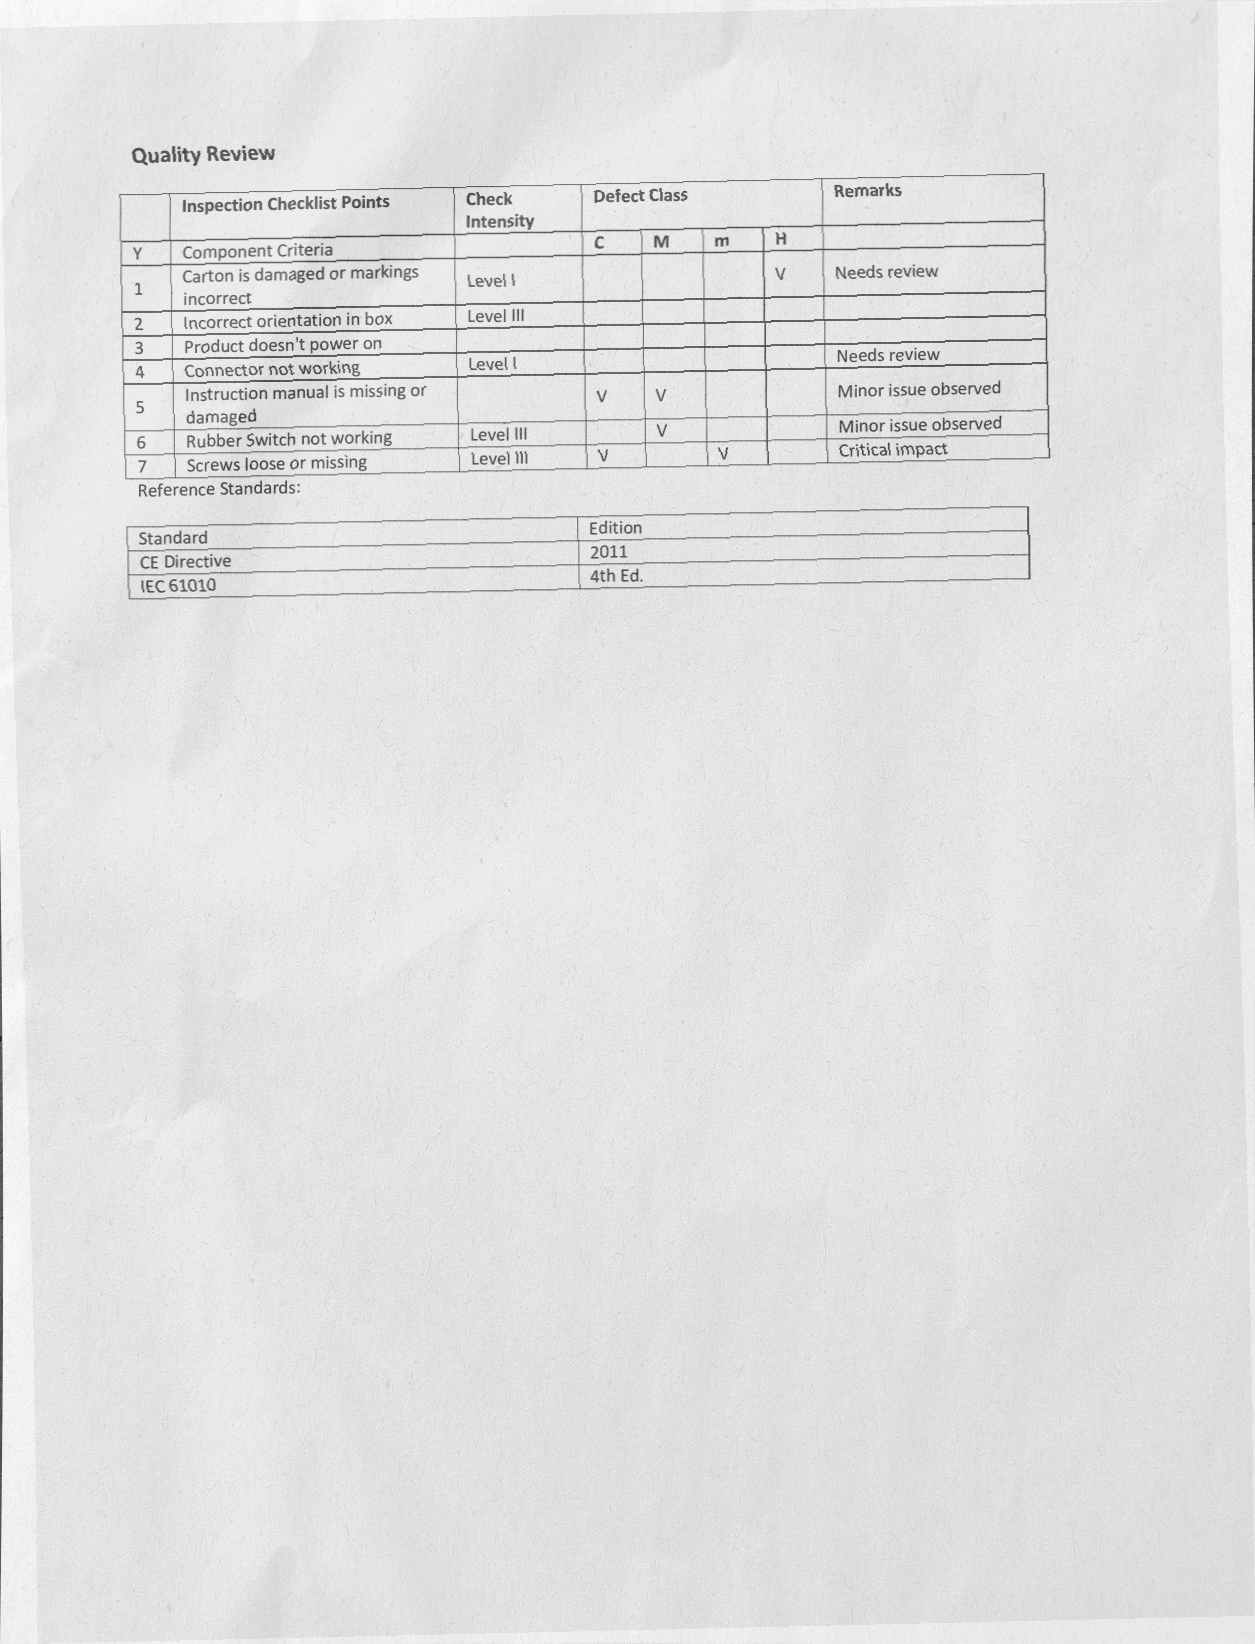 Quality Review
Inspection Checklist Points Check Intensity Defect Class Remarks
Y Component Criteria C M m H
1 Carton is damaged or markings incorrect Level I V Needs review
2 Incorrect orientation in box Level III
3 Product doesn't power on
4 Connector not working Level I Needs review
5 Instruction manual is missing or damaged V V Minor issue observed
6 Rubber Switch not working Level III V Minor issue observed
7 Screws loose or missing Level III V V Critical impact
Reference Standards:
Standard Edition
CE Directive 2011
IEC 61010 4th Ed.